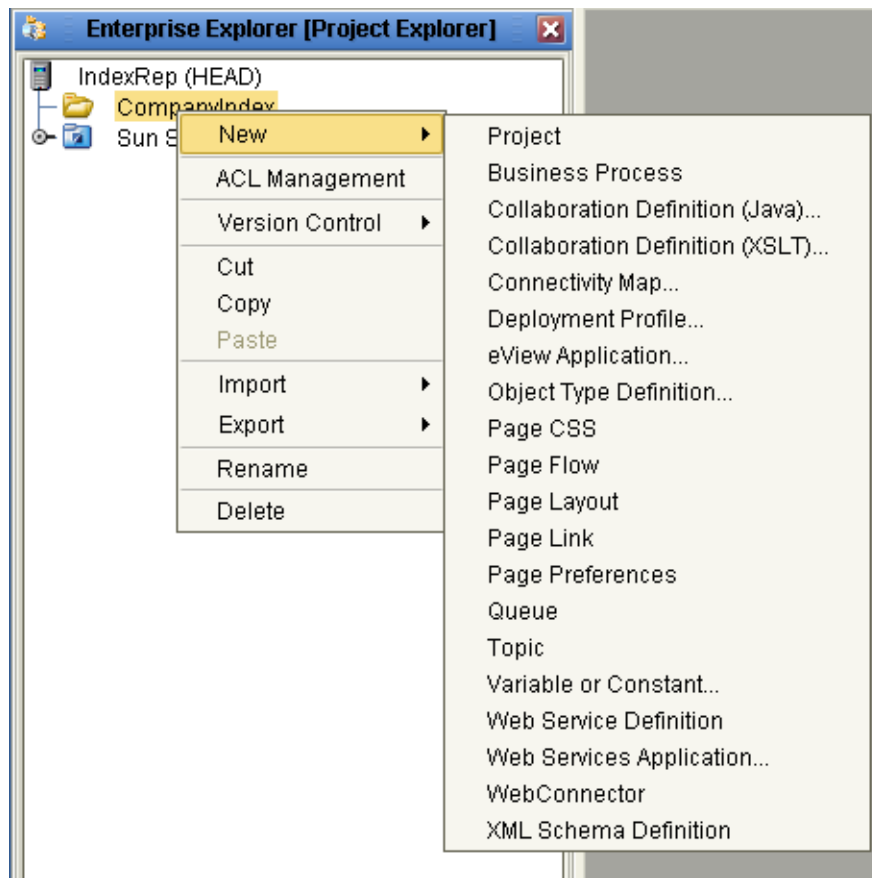 Enterprise Explorer [Project Explorer]
IndexRep (HEAD)
CompanyIndex
Sun S
New
ACL Management
Version Control
Cut
Copy
Paste
Import
Export
Rename
Delete
Project
Business Process
Collaboration Definition (Java)...
Collaboration Definition (XSLT)...
Connectivity Map...
Deployment Profile...
eView Application...
Object Type Definition...
Page CSS
Page Flow
Page Layout
Page Link
Page Preferences
Queue
Topic
Variable or Constant...
Web Service Definition
Web Services Application...
WebConnector
XML Schema Definition